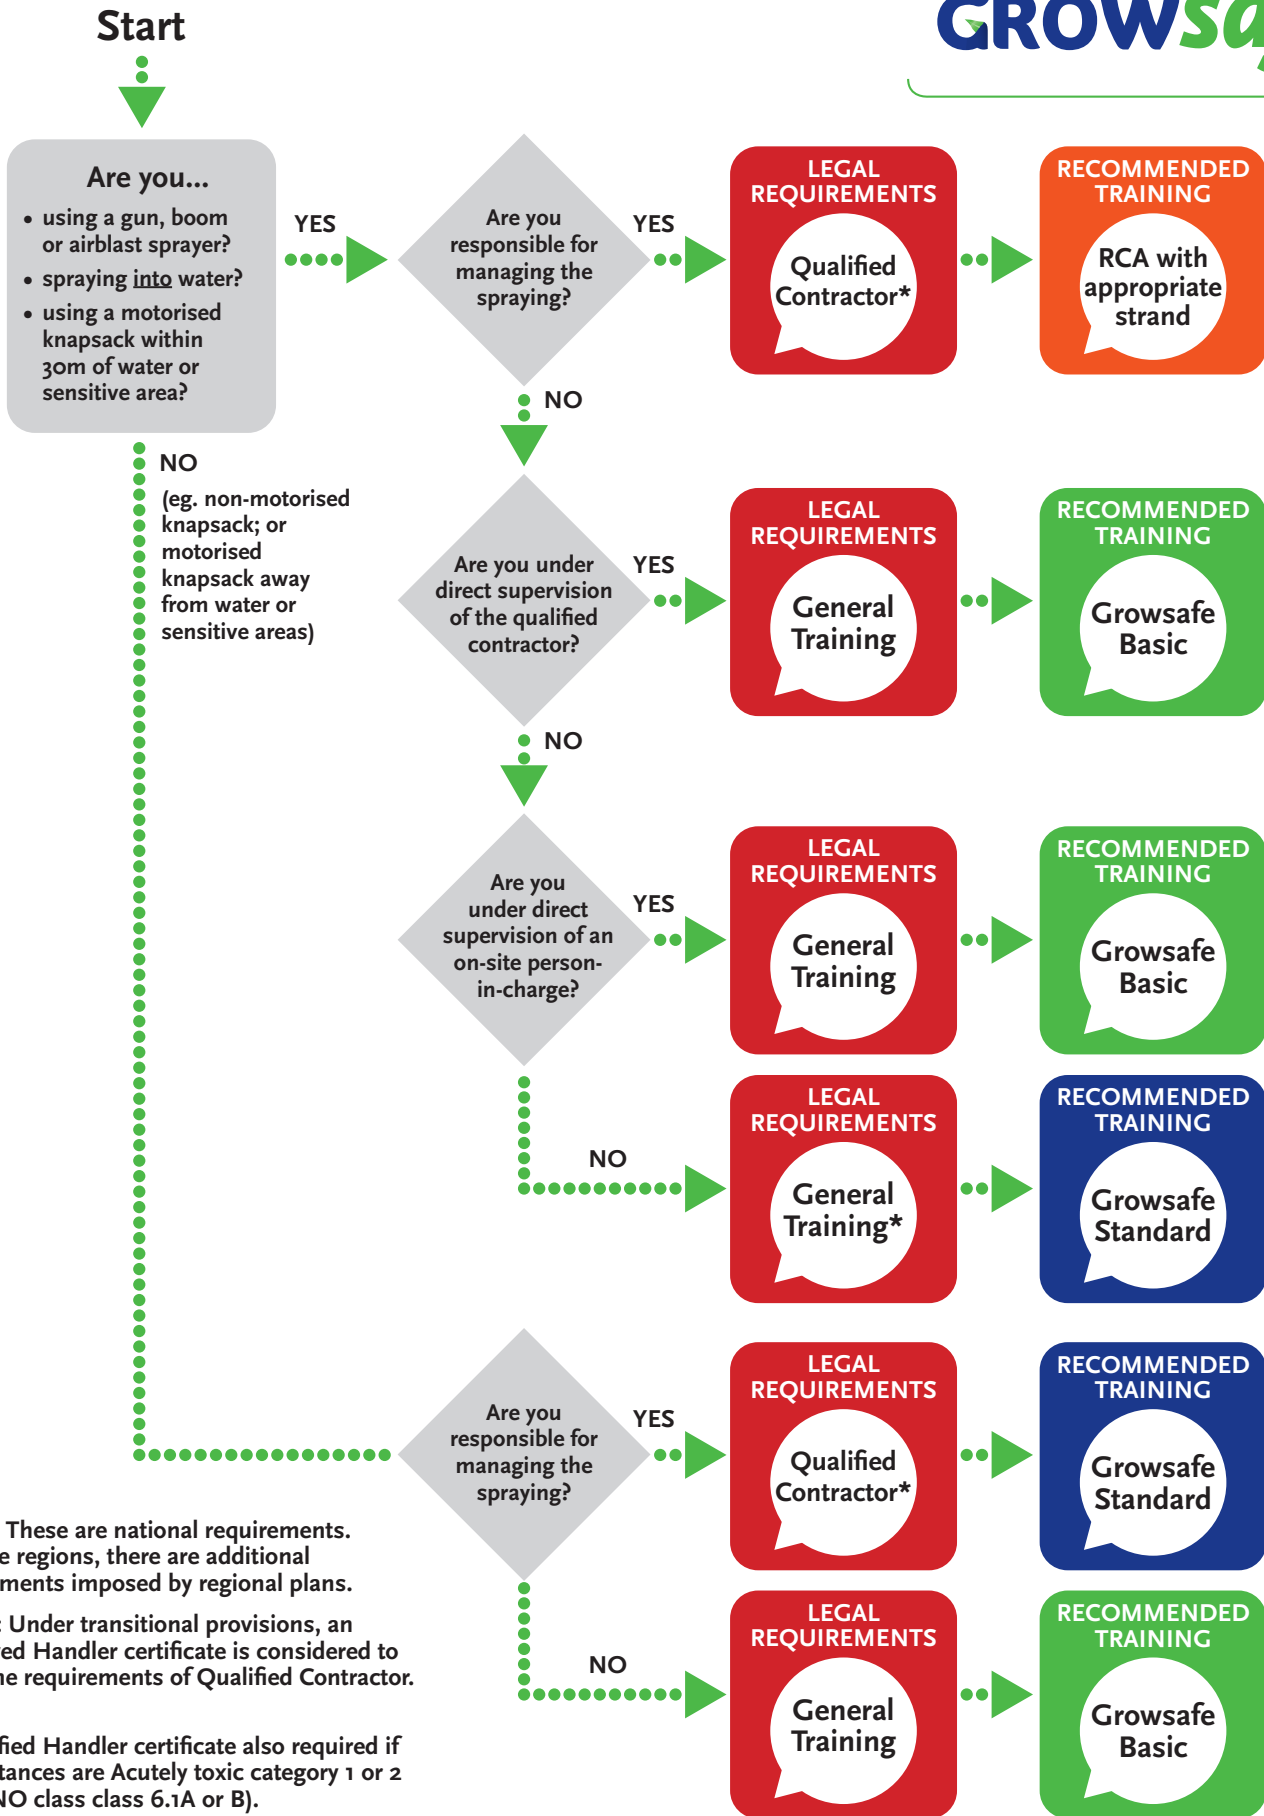 Start
GROWsa
Are you...
• using a gun, boom
or airblast sprayer?
• spraying into water?
• using a motorised
knapsack within
30m of water or
sensitive area?
YES
Are you
responsible for
managing the
spraying?
YES
LEGAL
REQUIREMENTS
Qualified
Contractor*
RECOMMENDED
TRAINING
RCA with
appropriate
strand
NO
NO
(eg. non-motorised
knapsack; or
motorised
knapsack away
from water or
sensitive areas)
Are you under
direct supervision
of the qualified
contractor?
YES
LEGAL
REQUIREMENTS
General
Training
RECOMMENDED
TRAINING
Growsafe
Basic
NO
Are you
under direct
supervision of an
on-site person-
in-charge?
YES
LEGAL
REQUIREMENTS
General
Training
RECOMMENDED
TRAINING
Growsafe
Basic
NO
LEGAL
REQUIREMENTS
General
Training*
RECOMMENDED
TRAINING
Growsafe
Standard
Are you
responsible for
managing the
spraying?
YES
LEGAL
REQUIREMENTS
Qualified
Contractor*
RECOMMENDED
TRAINING
Growsafe
Standard
NO
LEGAL
REQUIREMENTS
General
Training
RECOMMENDED
TRAINING
Growsafe
Basic
These are national requirements.
e regions, there are additional
ments imposed by regional plans.
: Under transitional provisions, an
ed Handler certificate is considered to
he requirements of Qualified Contractor.
fied Handler certificate also required if
tances are Acutely toxic category 1 or 2
NO class class 6.1A or B).